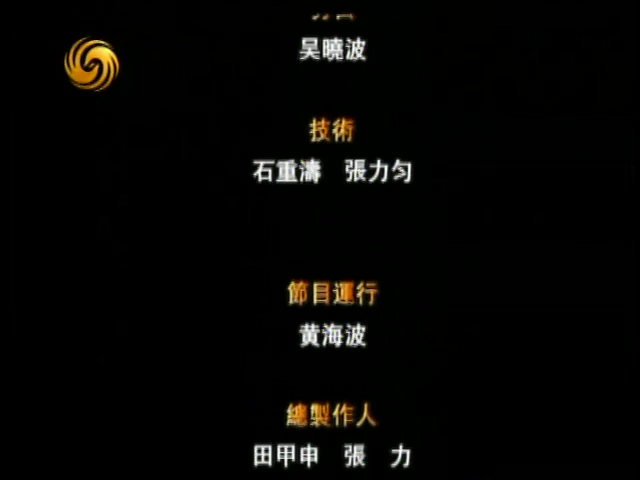 吴曉波
技術
石重濤 張力匀
節目運行
黄海波
總製作人
田甲申 張 力